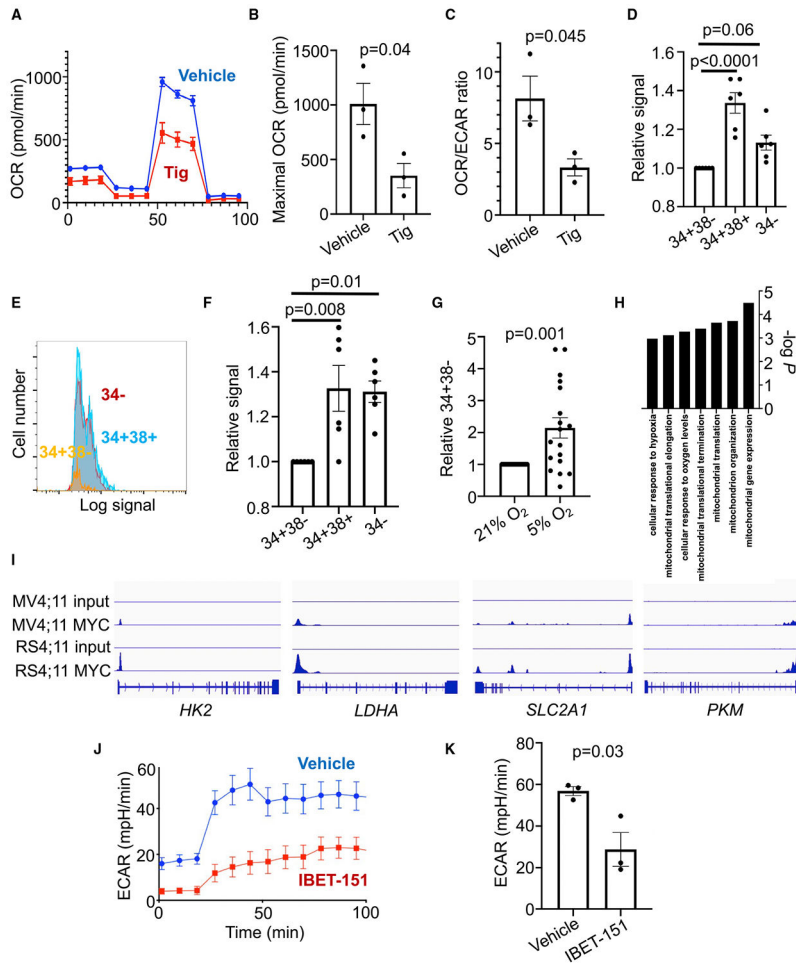 A
OCR (pmol/min)
1000
500
0
0
50
100
Vehicle
Tig
B
Maximal OCR (pmol/min)
1500
1000
500
0
p=0.04
Vehicle
Tig
C
OCR/ECAR ratio
10
5
0
p=0.045
Vehicle
Tig
D
Relative signal
1.6
1.4
1.2
1.0
0.8
p=0.06
p<0.0001
34+38-
34+38+
34-
E
Cell number
34-
34+38+
34+38-
Log signal
F
Relative signal
1.6
1.4
1.2
1.0
0.8
p=0.01
p=0.008
34+38-
34+38+
34-
G
Relative 34+38-
5
4
3
2
1
0
p=0.001
21% O2
5% O2
H
5
4
3
2
1
0
-log P
cellular response to hypoxia
mitochondrial translational elongation
cellular response to oxygen levels
mitochondrial translational termination
mitochondrial translation
mitochondrion organization
mitochondrial gene expression
I
MV4;11 input
MV4;11 MYC
RS4;11 input
RS4;11 MYC
HK2
LDHA
SLC2A1
PKM
J
ECAR (mpH/min)
60
40
20
0
0
50
100
Time (min)
Vehicle
IBET-151
K
ECAR (mpH/min)
80
60
40
20
0
p=0.03
Vehicle
IBET-151